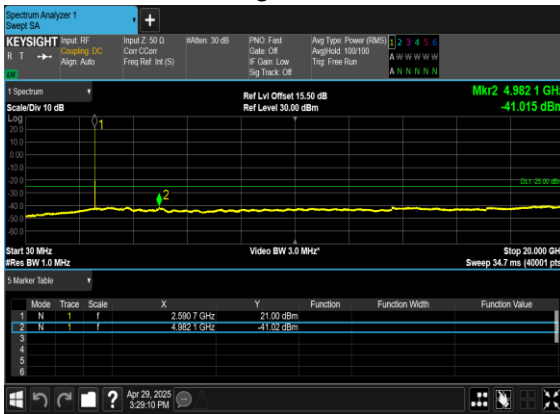 Spectrum Analyzer 1
Swept SA
KEYSIGHT
R T
Input: RF
Coupling: DC
Align: Auto
Input Z: 50 Ω
Corr CCorr
Freq Ref: Int (S)
#Atten: 30 dB
PNO: Fast
Gate: Off
IF Gain: Low
Sig Track: Off
Avg Type: Power (RMS)
Avg|Hold: 100/100
Trig: Free Run
1 2 3 4 5 6
A W W W W W
A N N N N N
1 Spectrum
Scale/Div 10 dB
Ref Lvl Offset 15.50 dB
Ref Level 30.00 dBm
Mkr2 4.982 1 GHz
-41.015 dBm
Log
20.0
10.0
0.00
-10.0
-20.0
-30.0
-40.0
-50.0
-60.0
1
2
Start 30 MHz
#Res BW 1.0 MHz
Video BW 3.0 MHz*
Stop 20.000 GH
Sweep 34.7 ms (40001 pts
5 Marker Table
Mode Trace Scale X Y Function Function Width Function Value
1 N 1 f 2.590 7 GHz 21.00 dBm
2 N 1 f 4.982 1 GHz -41.02 dBm
3
4
5
6
?
Apr 29, 2025
3:29:10 PM